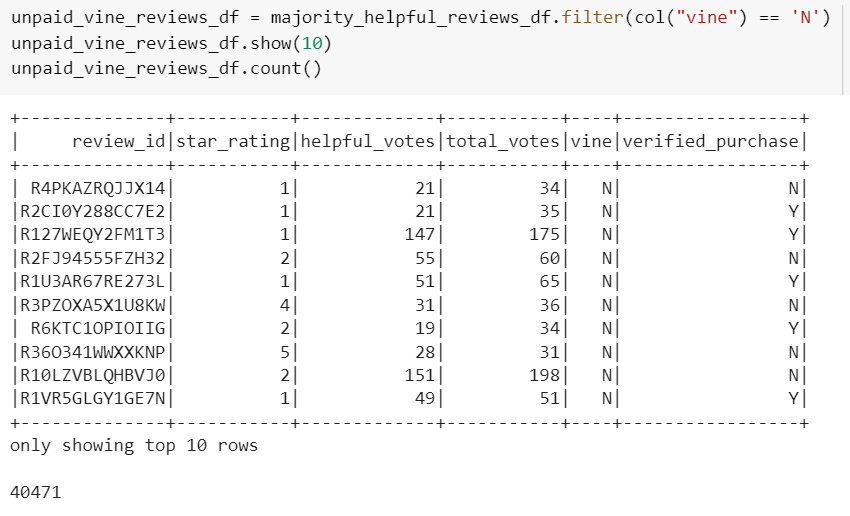 unpaid_vine_reviews_df = majority_helpful_reviews_df.filter(col("vine") == 'N')
unpaid_vine_reviews_df.show(10)
unpaid_vine_reviews_df.count()
+--------------+-----------+-------------+-----------+----+-----------------+
|     review_id|star_rating|helpful_votes|total_votes|vine|verified_purchase|
+--------------+-----------+-------------+-----------+----+-----------------+
| R4PKAZRQJJX14|          1|           21|         34|   N|                N|
|R2CI0Y288CC7E2|          1|           21|         35|   N|                Y|
|R127WEQY2FM1T3|          1|          147|        175|   N|                Y|
|R2FJ94555FZH32|          2|           55|         60|   N|                N|
|R1U3AR67RE273L|          1|           51|         65|   N|                Y|
|R3PZOXA5X1U8KW|          4|           31|         36|   N|                N|
| R6KTC1OPIOIIG|          2|           19|         34|   N|                Y|
|R36O341WWXXKNP|          5|           28|         31|   N|                N|
|R10LZVBLQHBVJ0|          2|          151|        198|   N|                N|
|R1VR5GLGY1GE7N|          1|           49|         51|   N|                Y|
+--------------+-----------+-------------+-----------+----+-----------------+
only showing top 10 rows
40471